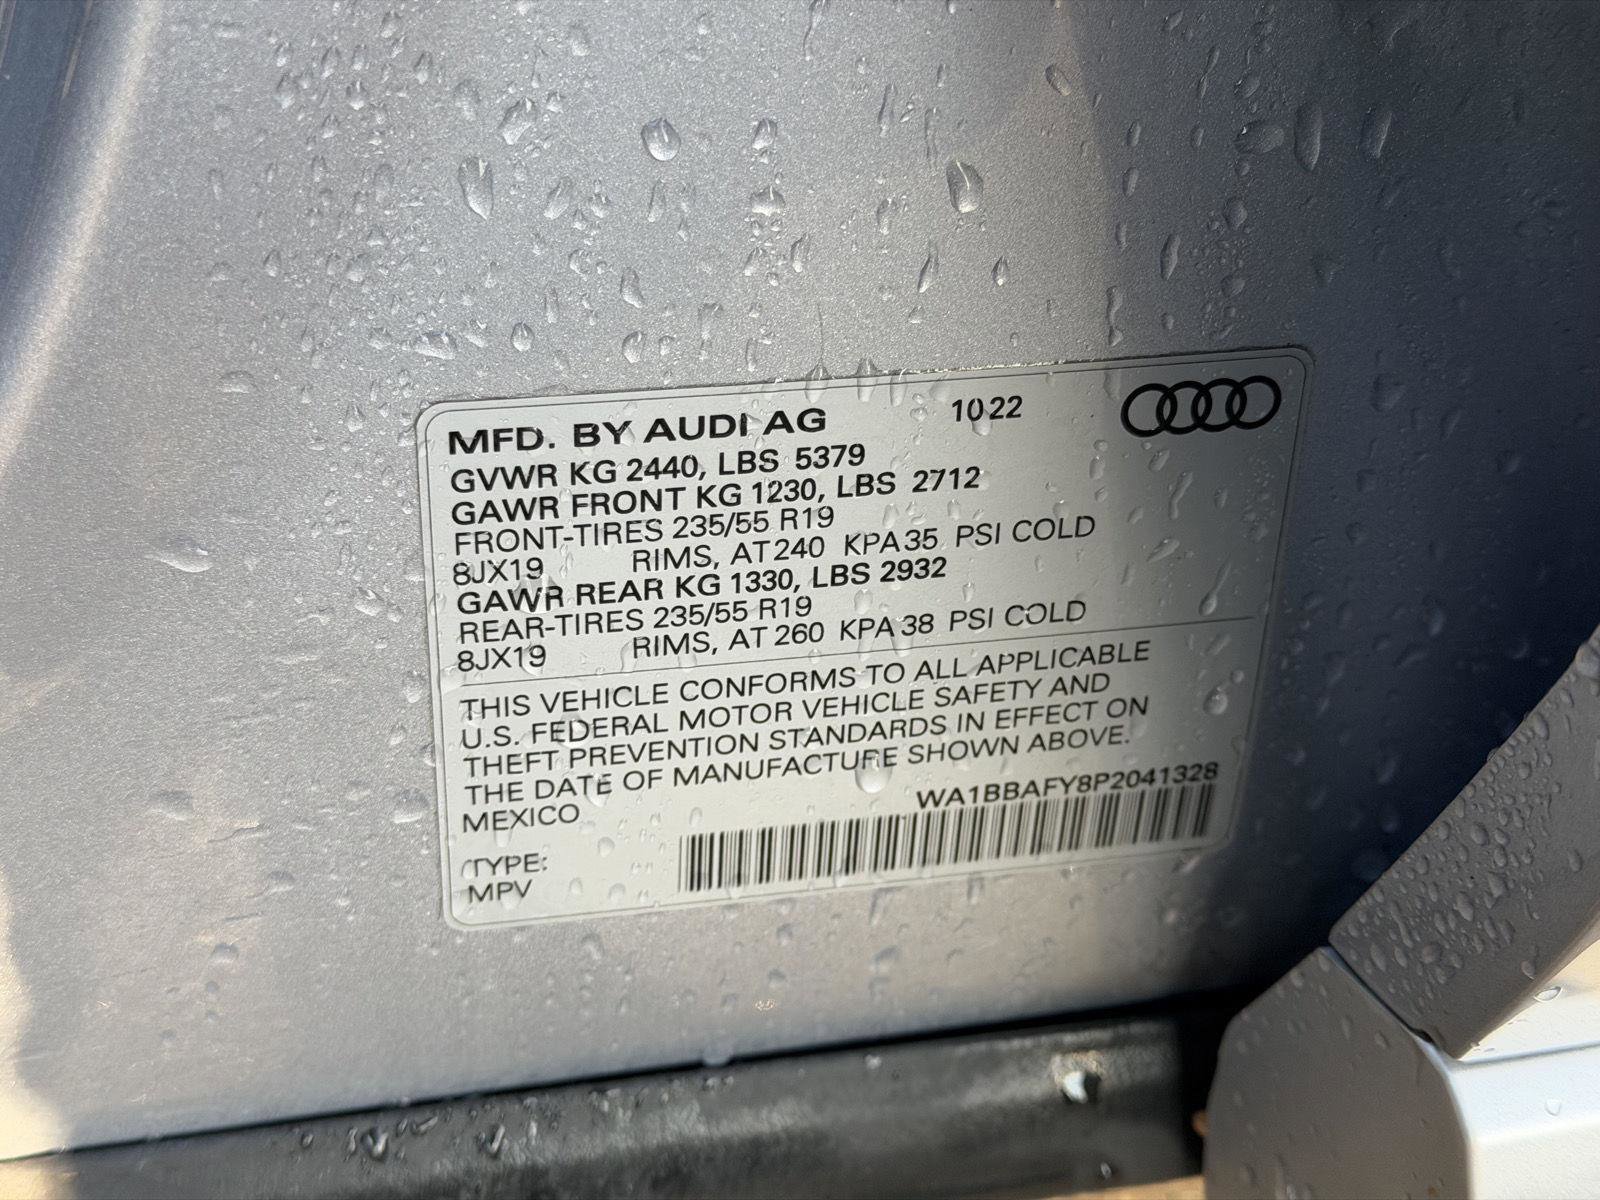 MFD. BY AUDI AG 10 22
GVWR KG 2440, LBS 5379
GAWR FRONT KG 1230, LBS 2712
FRONT-TIRES 235/55 R19
8JX19 RIMS, AT 240 KPA 35 PSI COLD
GAWR REAR KG 1330, LBS 2932
REAR-TIRES 235/55 R19
8JX19 RIMS, AT 260 KPA 38 PSI COLD
THIS VEHICLE CONFORMS TO ALL APPLICABLE
U.S. FEDERAL MOTOR VEHICLE SAFETY AND
THEFT PREVENTION STANDARDS IN EFFECT ON
THE DATE OF MANUFACTURE SHOWN ABOVE.
MEXICO WA1BBAFY8P2041328
TYPE:
MPV